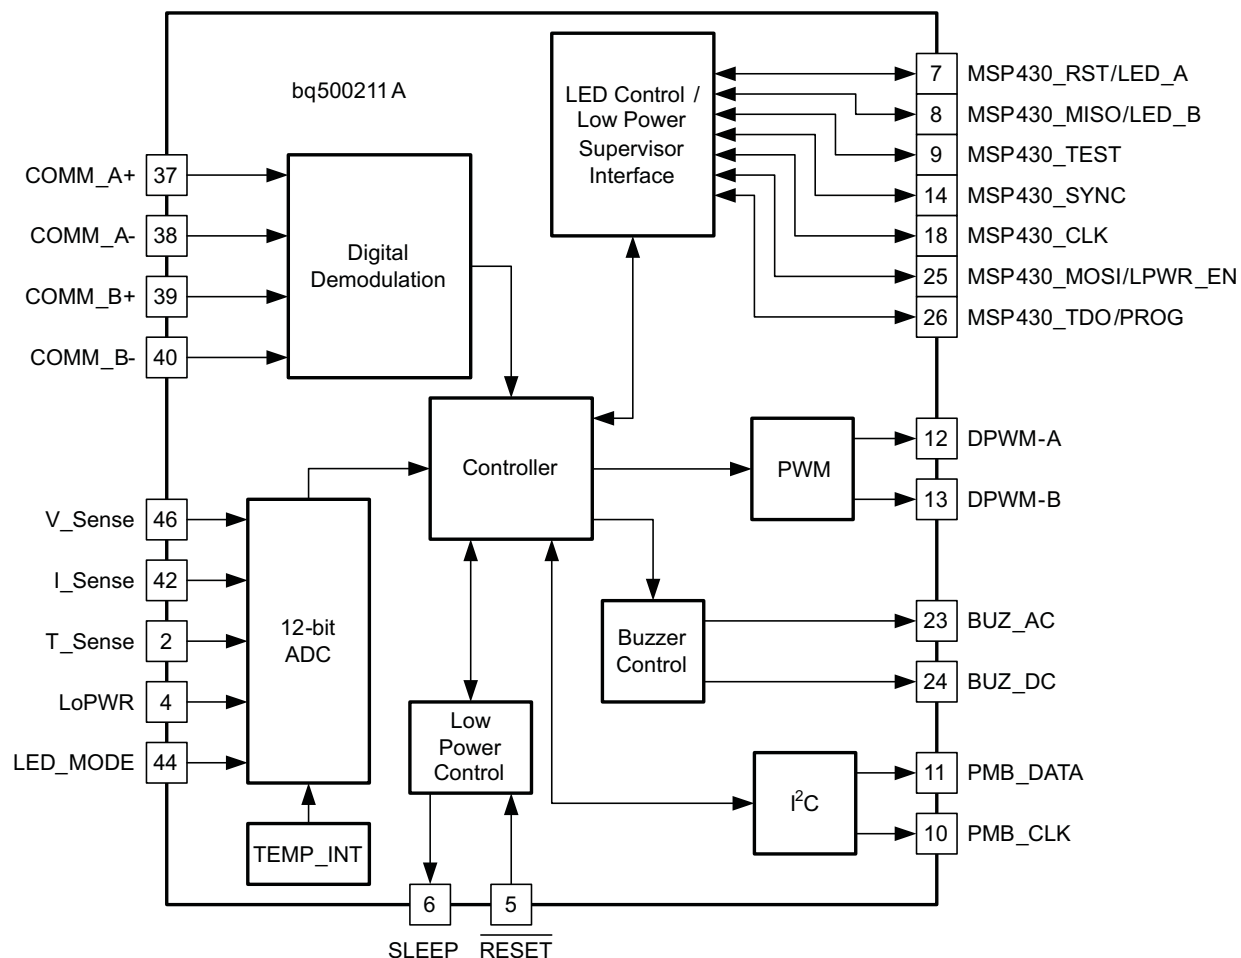 bq500211A
COMM_A+
37
COMM_A-
38
COMM_B+
39
COMM_B-
40
Digital
Demodulation
LED Control /
Low Power
Supervisor
Interface
7
MSP430_RST/LED_A
8
MSP430_MISO/LED_B
9
MSP430_TEST
14
MSP430_SYNC
18
MSP430_CLK
25
MSP430_MOSI/LPWR_EN
26
MSP430_TDO/PROG
Controller
PWM
12
DPWM-A
13
DPWM-B
V_Sense
46
I_Sense
42
T_Sense
2
LoPWR
4
LED_MODE
44
12-bit
ADC
TEMP_INT
Buzzer
Control
23
BUZ_AC
24
BUZ_DC
Low
Power
Control
I²C
11
PMB_DATA
10
PMB_CLK
6
SLEEP
5
RESET